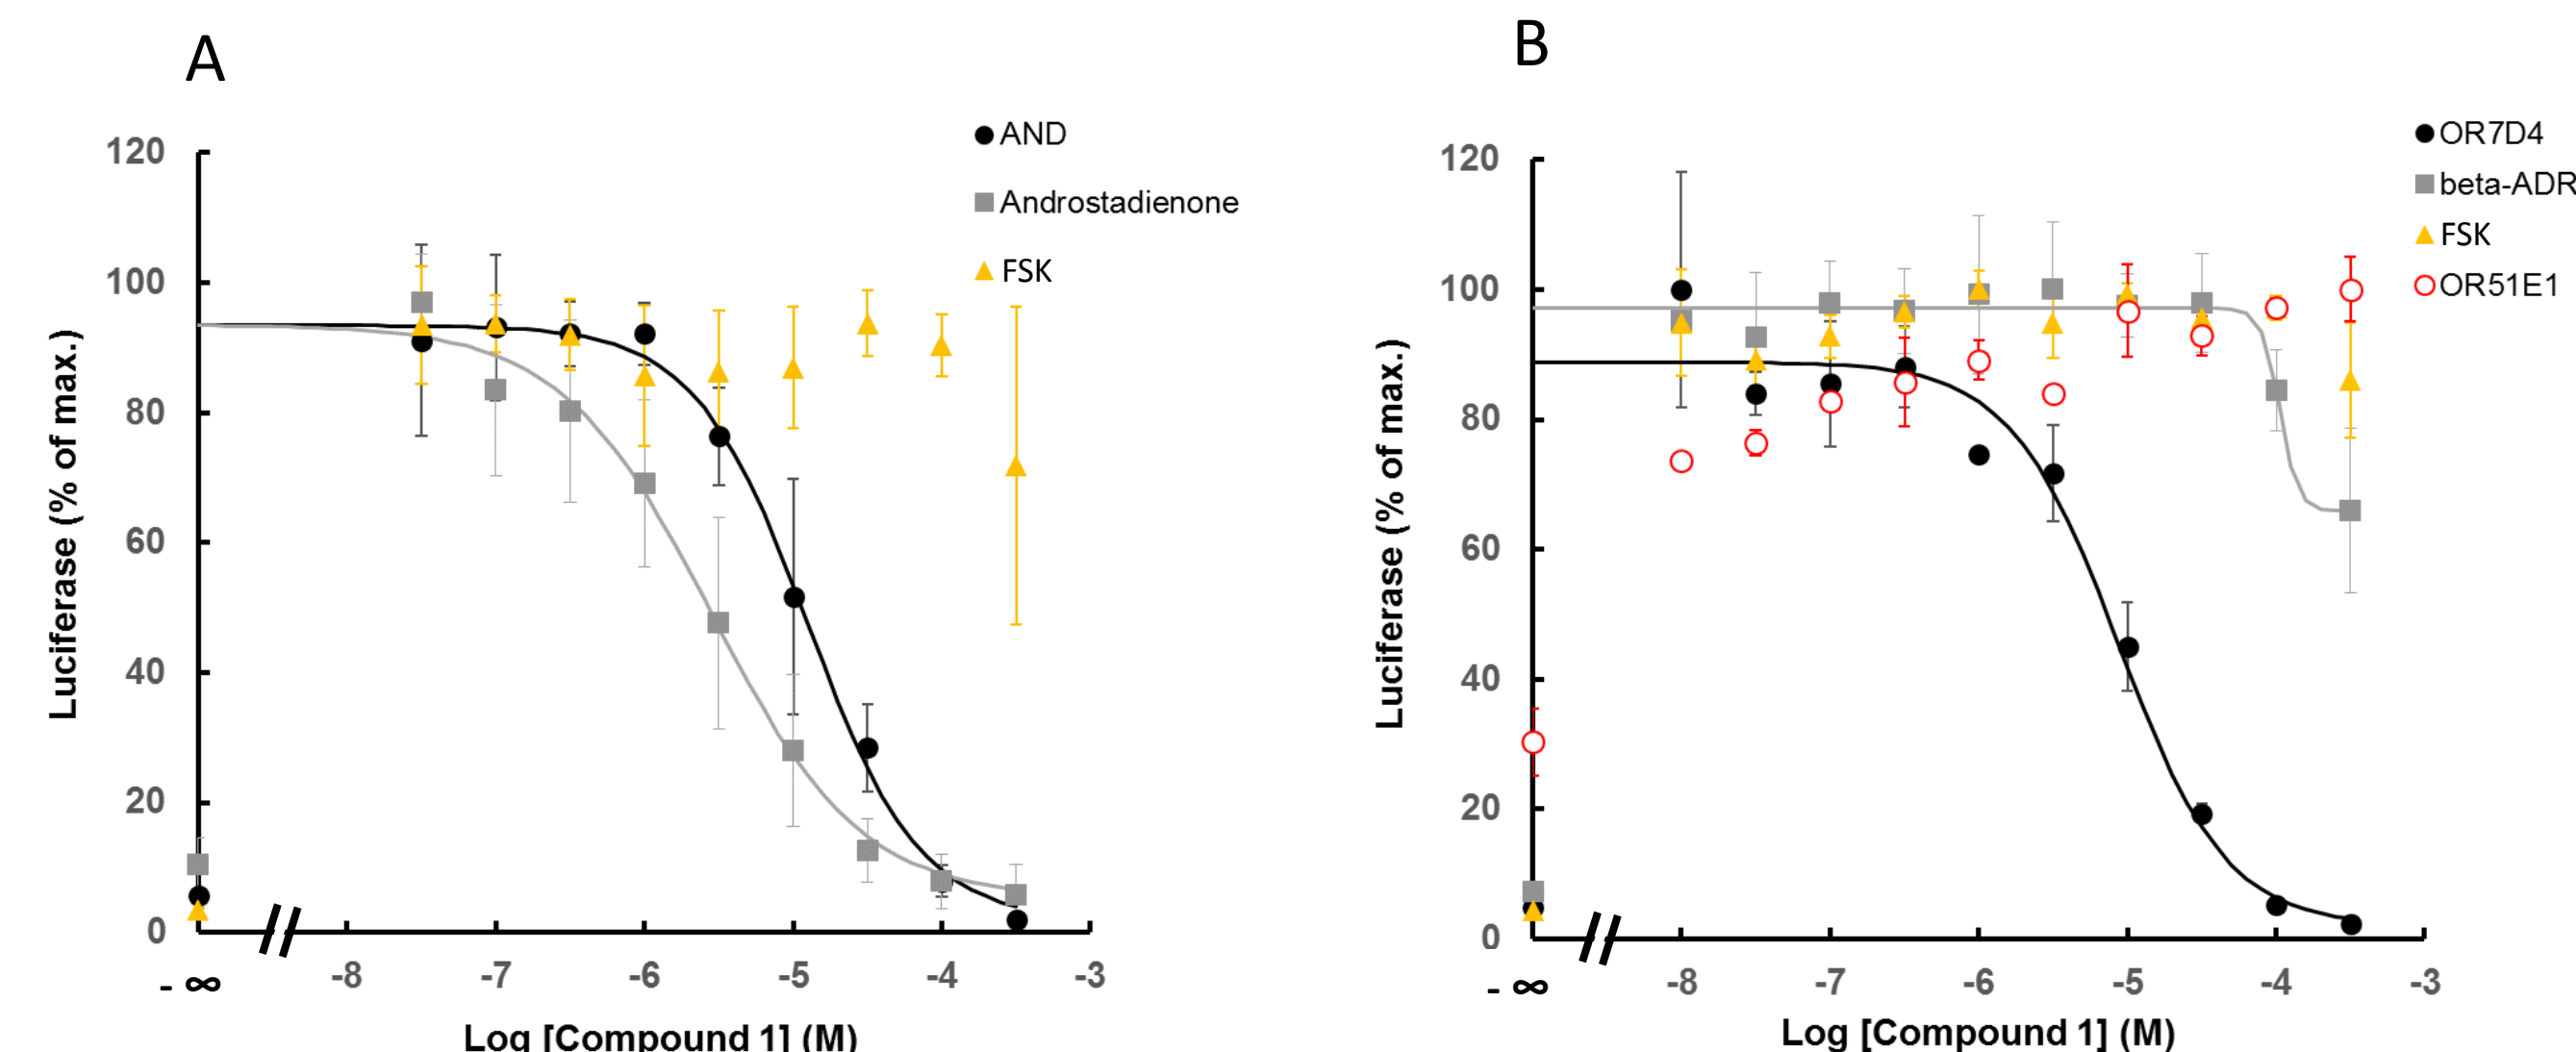 A
AND
Androstadienone
FSK
Luciferase (% of max.)
120
100
80
60
40
20
0
- ∞
-8
-7
-6
-5
-4
-3
Log [Compound 1] (M)
B
OR7D4
beta-ADR
FSK
OR51E1
Luciferase (% of max.)
120
100
80
60
40
20
0
- ∞
-8
-7
-6
-5
-4
-3
Log [Compound 1] (M)